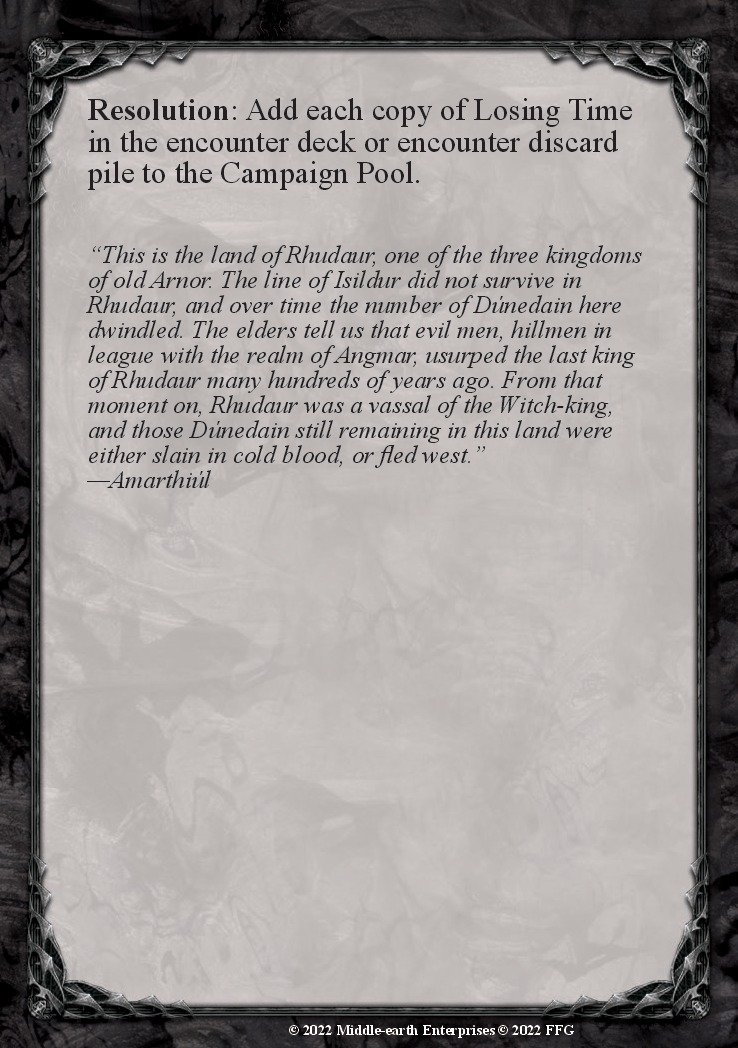 Resolution: Add each copy of Losing Time
in the encounter deck or encounter discard
pile to the Campaign Pool.
“This is the land of Rhudaur, one of the three kingdoms
of old Arnor. The line of Isildur did not survive in
Rhudaur, and over time the number of Dúnedain here
dwindled. The elders tell us that evil men, hillmen in
league with the realm of Angmar, usurped the last king
of Rhudaur many hundreds of years ago. From that
moment on, Rhudaur was a vassal of the Witch-king,
and those Dúnedain still remaining in this land were
either slain in cold blood, or fled west.”
—Amarthiúl
© 2022 Middle-earth Enterprises © 2022 FFG